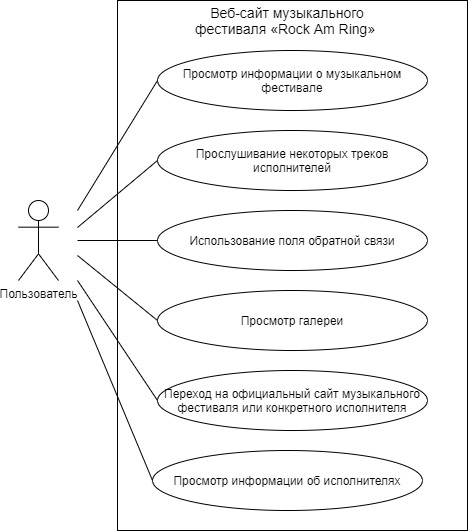 Веб-сайт музыкального
фестиваля «Rock Am Ring»
Просмотр информации о музыкальном
фестивале
Прослушивание некоторых треков
исполнителей
Использование поля обратной связи
Пользователь
Просмотр галереи
Переход на официальный сайт музыкального
фестиваля или конкретного исполнителя
Просмотр информации об исполнителях